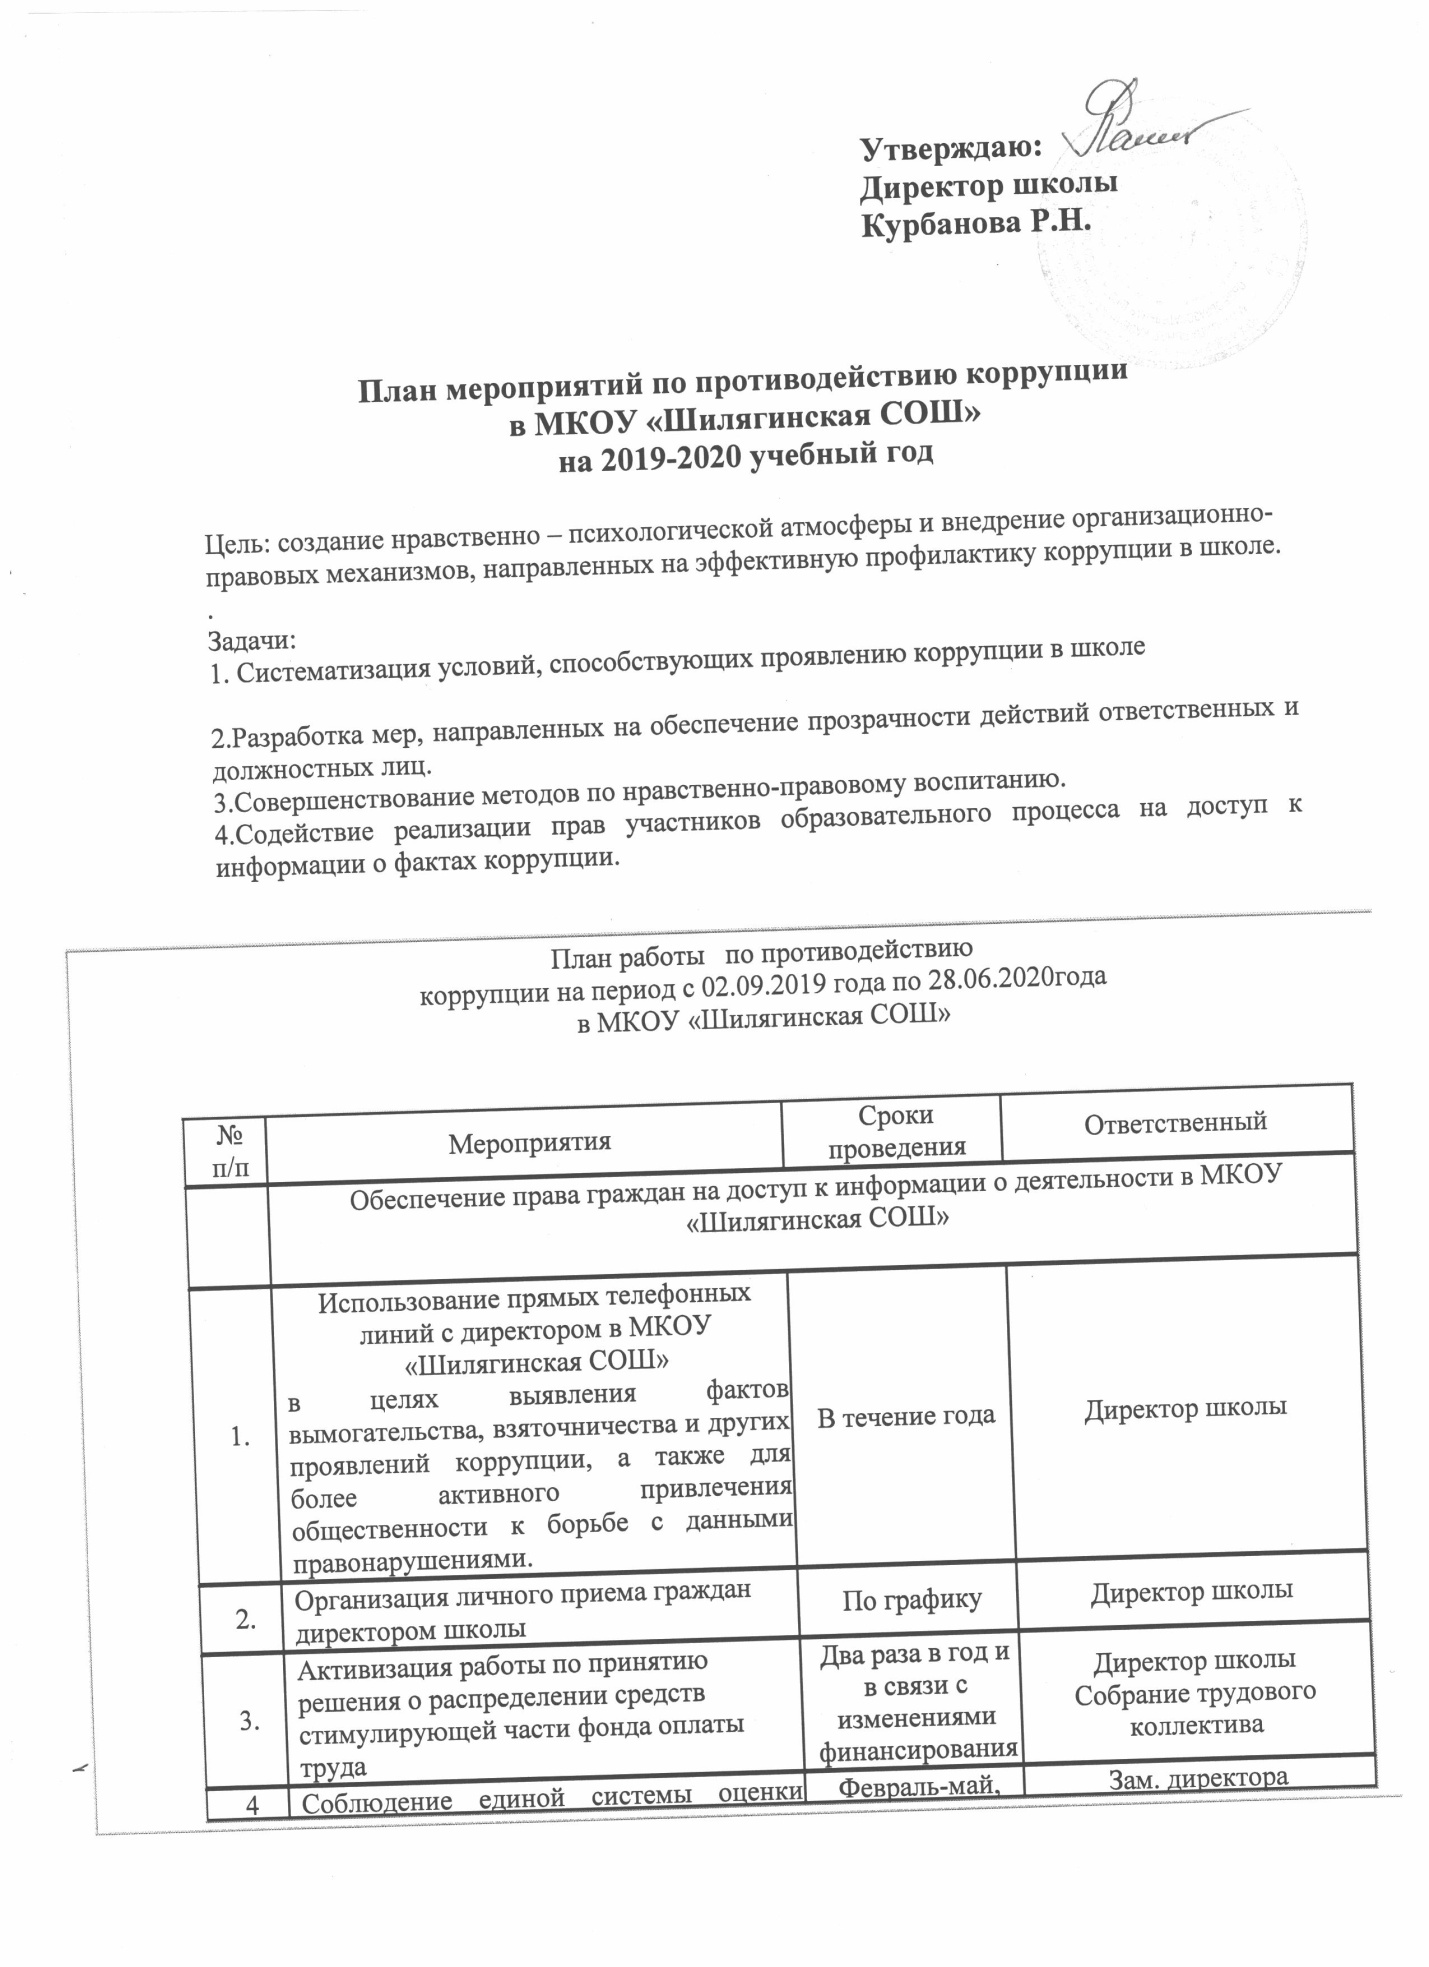 Утверждаю:
Директор школы
Курбанова Р.Н.
План мероприятий по противодействию коррупции
в МКОУ «Шилягинская СОШ»
на 2019-2020 учебный год
Цель: создание нравственно – психологической атмосферы и внедрение организационно-
правовых механизмов, направленных на эффективную профилактику коррупции в школе.
.
Задачи:
1. Систематизация условий, способствующих проявлению коррупции в школе
2.Разработка мер, направленных на обеспечение прозрачности действий ответственных и
должностных лиц.
3.Совершенствование методов по нравственно-правовому воспитанию.
4.Содействие реализации прав участников образовательного процесса на доступ к
информации о фактах коррупции.
План работы по противодействию
коррупции на период с 02.09.2019 года по 28.06.2020года
в МКОУ «Шилягинская СОШ»
№
п/п
Мероприятия
Сроки
проведения
Ответственный
Обеспечение права граждан на доступ к информации о деятельности в МКОУ
«Шилягинская СОШ»
1.
Использование прямых телефонных
линий с директором в МКОУ
«Шилягинская СОШ»
в целях выявления фактов
вымогательства, взяточничества и других
проявлений коррупции, а также для
более активного привлечения
общественности к борьбе с данными
правонарушениями.
В течение года
Директор школы
2.
Организация личного приема граждан
директором школы
По графику
Директор школы
3.
Активизация работы по принятию
решения о распределении средств
стимулирующей части фонда оплаты
труда
Два раза в год и
в связи с
изменениями
финансирования
Директор школы
Собрание трудового
коллектива
4
Соблюдение единой системы оценки
Февраль-май,
Зам. директора